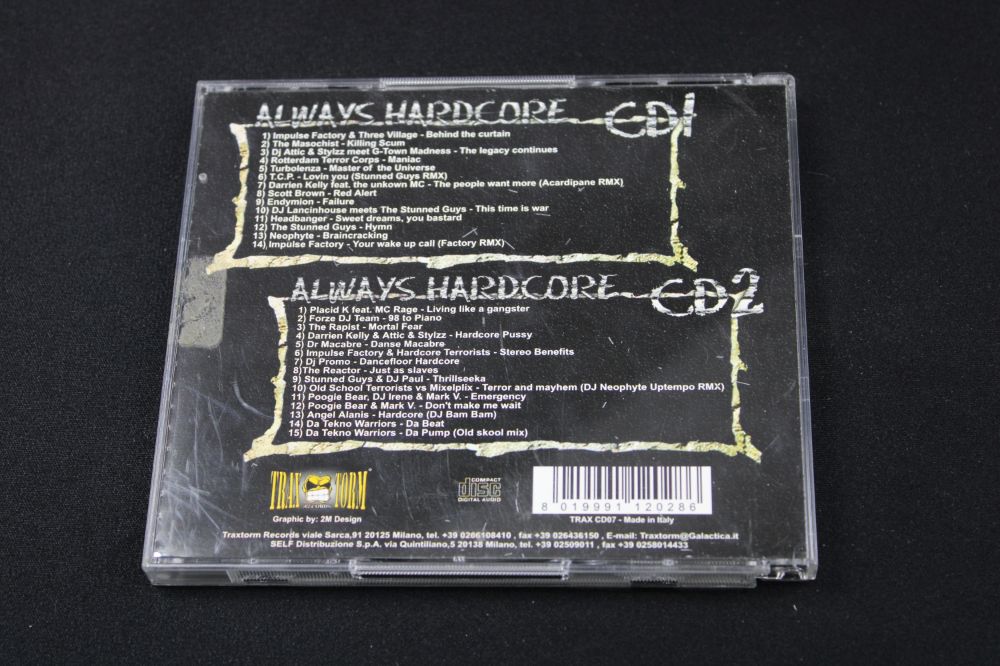 ALWAYS HARDCORE CD1
1) Impulse Factory & Three Village - Behind the curtain
2) The Masochist - Killing Scum
3) Dj Attic & Stylzz meet G-Town Madness - The legacy continues
4) Rotterdam Terror Corps - Maniac
5) Turbolenza - Master of the Universe
6) T.C.P. - Lovin you (Stunned Guys RMX)
7) Darrien Kelly feat. the unkown MC - The people want more (Acardipane RMX)
8) Scott Brown - Red Alert
9) Endymion - Failure
10) DJ Lancinhouse meets The Stunned Guys - This time is war
11) Headbanger - Sweet dreams, you bastard
12) The Stunned Guys - Hymn
13) Neophyte - Braincracking
14) Impulse Factory - Your wake up call (Factory RMX)
ALWAYS HARDCORE CD2
1) Placid K feat. MC Rage - Living like a gangster
2) Forze DJ Team - 98 to Piano
3) The Rapist - Mortal Fear
4) Darrien Kelly & Attic & Stylzz - Hardcore Pussy
5) Dr Macabre - Danse Macabre
6) Impulse Factory & Hardcore Terrorists - Stereo Benefits
7) Dj Promo - Dancefloor Hardcore
8)The Reactor - Just as slaves
9) Stunned Guys & DJ Paul - Thrillseeka
10) Old School Terrorists vs Mixelplix - Terror and mayhem (DJ Neophyte Uptempo RMX)
11) Poogie Bear, DJ Irene & Mark V. - Emergency
12) Poogie Bear & Mark V. - Don't make me wait
13) Angel Alanis - Hardcore (DJ Bam Bam)
14) Da Tekno Warriors - Da Beat
15) Da Tekno Warriors - Da Pump (Old skool mix)
TRAXTORM
RECORDS
Graphic by: 2M Design
COMPACT
disc
DIGITAL AUDIO
8 019991 120286
TRAX CD07 - Made in Italy
Traxtorm Records viale Sarca,91 20125 Milano, tel. +39 0266108410 , fax +39 026436150 , E-mail: Traxtorm@Galactica.it
SELF Distribuzione S.p.A. via Quintiliano,5 20138 Milano, tel. +39 02509011 , fax +39 0258014433